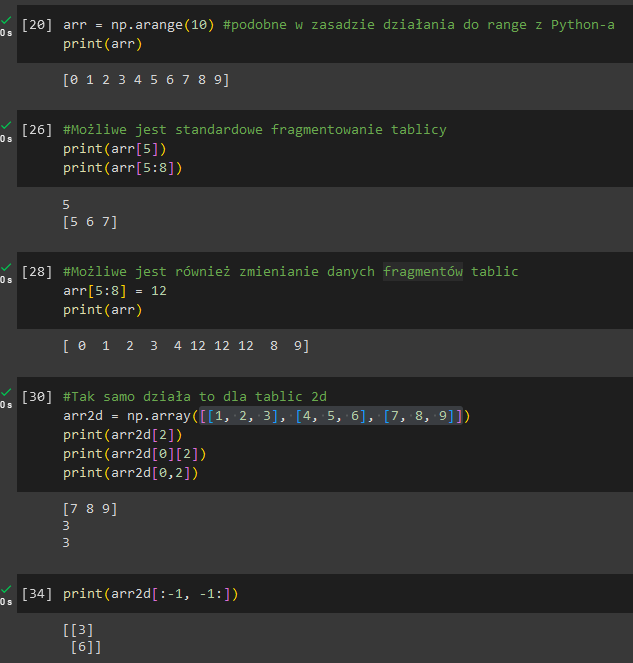 [20] arr = np.arange(10) #podobne w zasadzie działania do range z Python-a
0s
print(arr)
[0 1 2 3 4 5 6 7 8 9]
[26] #Możliwe jest standardowe fragmentowanie tablicy
0s
print(arr[5])
print(arr[5:8])
5
[5 6 7]
[28] #Możliwe jest również zmienianie danych fragmentów tablic
0s
arr[5:8] = 12
print(arr)
[ 0  1  2  3  4 12 12 12  8  9]
[30] #Tak samo działa to dla tablic 2d
0s
arr2d = np.array([[1, 2, 3], [4, 5, 6], [7, 8, 9]])
print(arr2d[2])
print(arr2d[0][2])
print(arr2d[0,2])
[7 8 9]
3
3
[34] print(arr2d[:-1, -1:])
0s
[[3]
 [6]]